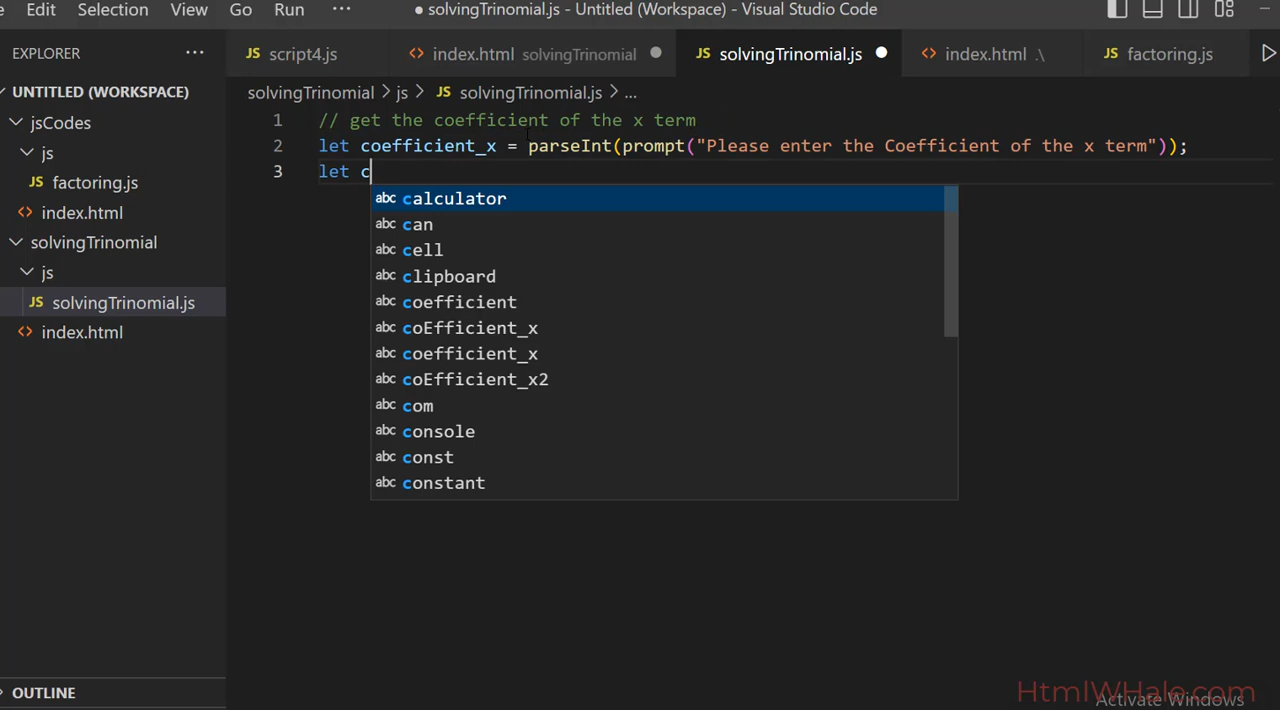 Edit Selection View Go Run ··· ● solvingTrinomial.js - Untitled (Workspace) - Visual Studio Code
EXPLORER ···
JS script4.js <> index.html solvingTrinomial ● JS solvingTrinomial.js ● <> index.html .\ JS factoring.js
UNTITLED (WORKSPACE)
solvingTrinomial > js > JS solvingTrinomial.js > ...
jsCodes
js
JS factoring.js
<> index.html
solvingTrinomial
js
JS solvingTrinomial.js
<> index.html
OUTLINE
1 // get the coefficient of the x term
2 let coefficient_x = parseInt(prompt("Please enter the Coefficient of the x term"));
3 let c
abc calculator
abc can
abc cell
abc clipboard
abc coefficient
abc coEfficient_x
abc coefficient_x
abc coEfficient_x2
abc com
abc console
abc const
abc constant
HtmlWHale.com
Activate Windows